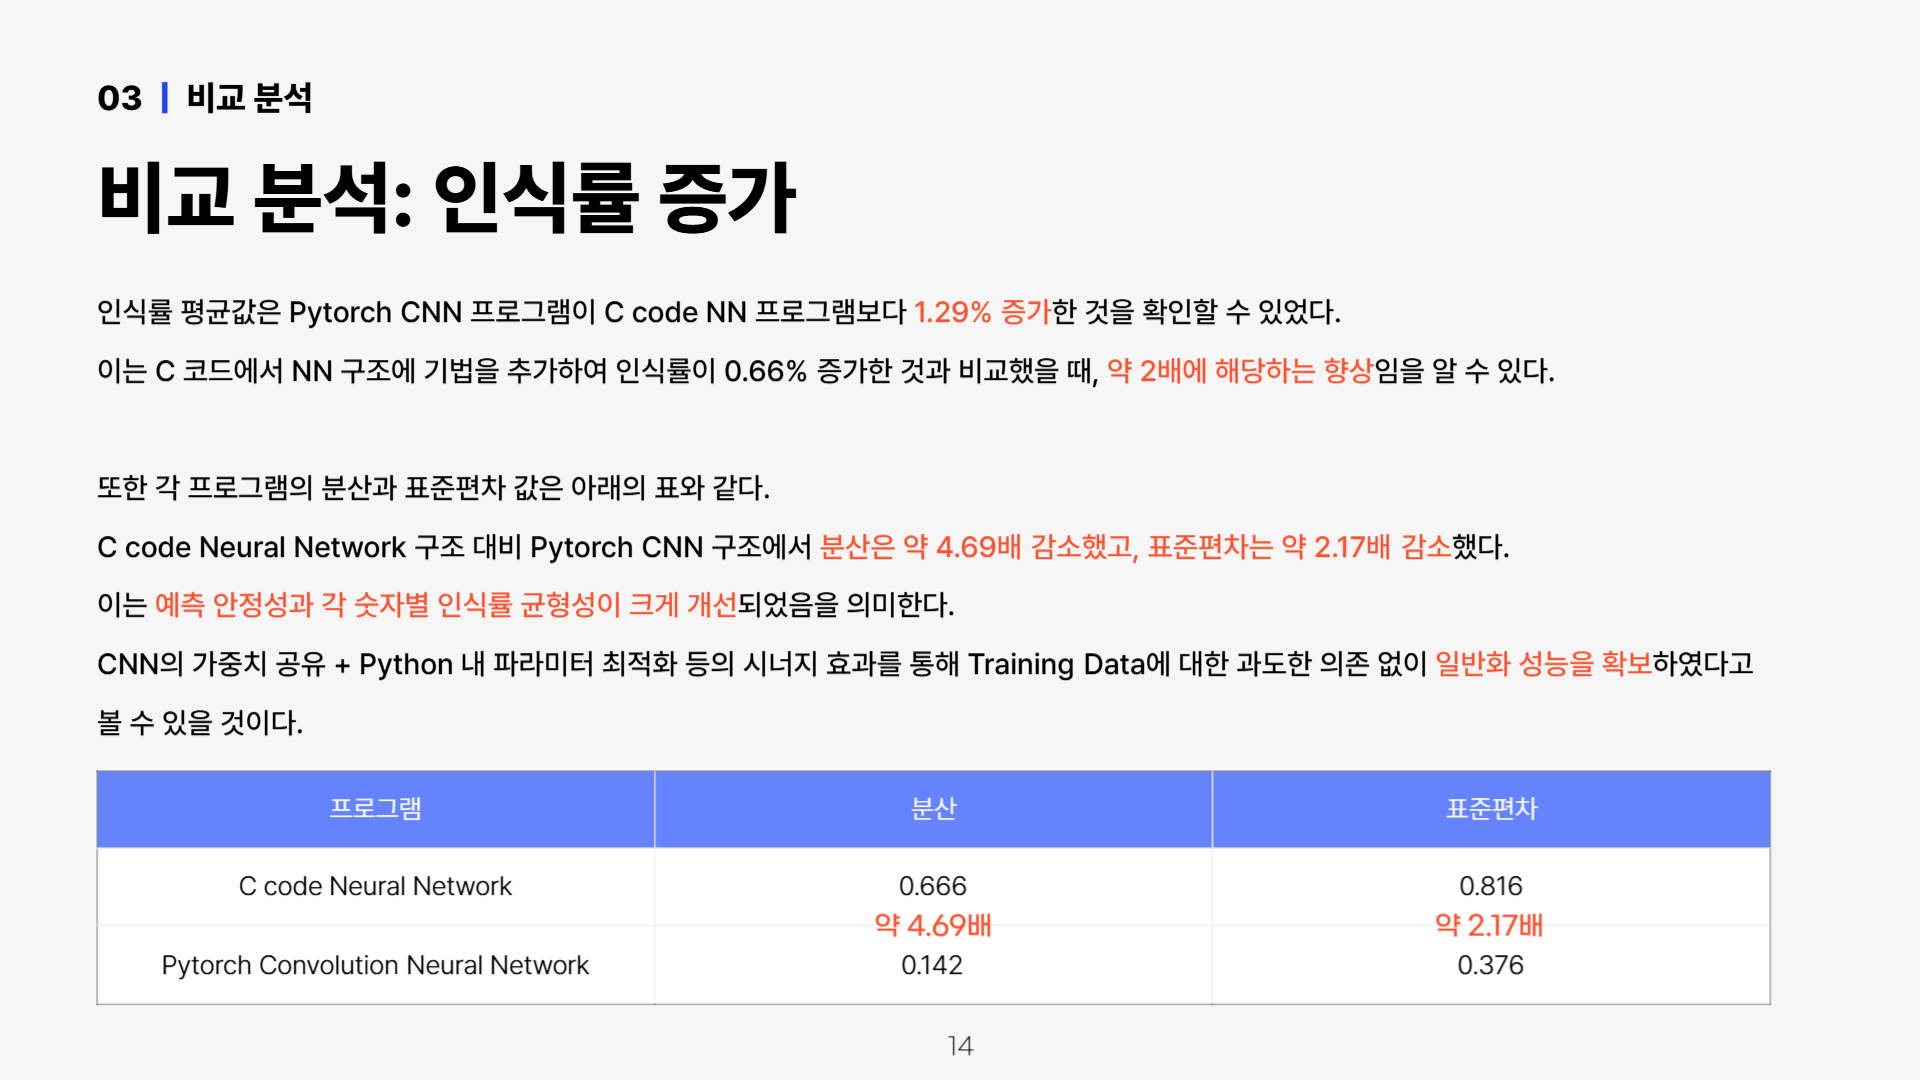 03 | 비교 분석
비교 분석: 인식률 증가
인식률 평균값은 Pytorch CNN 프로그램이 C code NN 프로그램보다 1.29% 증가한 것을 확인할 수 있었다.
이는 C 코드에서 NN 구조에 기법을 추가하여 인식률이 0.66% 증가한 것과 비교했을 때, 약 2배에 해당하는 향상임을 알 수 있다.
또한 각 프로그램의 분산과 표준편차 값은 아래의 표와 같다.
C code Neural Network 구조 대비 Pytorch CNN 구조에서 분산은 약 4.69배 감소했고, 표준편차는 약 2.17배 감소했다.
이는 예측 안정성과 각 숫자별 인식률 균형성이 크게 개선되었음을 의미한다.
CNN의 가중치 공유 + Python 내 파라미터 최적화 등의 시너지 효과를 통해 Training Data에 대한 과도한 의존 없이 일반화 성능을 확보하였다고
볼 수 있을 것이다.
프로그램 분산 표준편차
C code Neural Network 0.666 0.816
약 4.69배 약 2.17배
Pytorch Convolution Neural Network 0.142 0.376
14